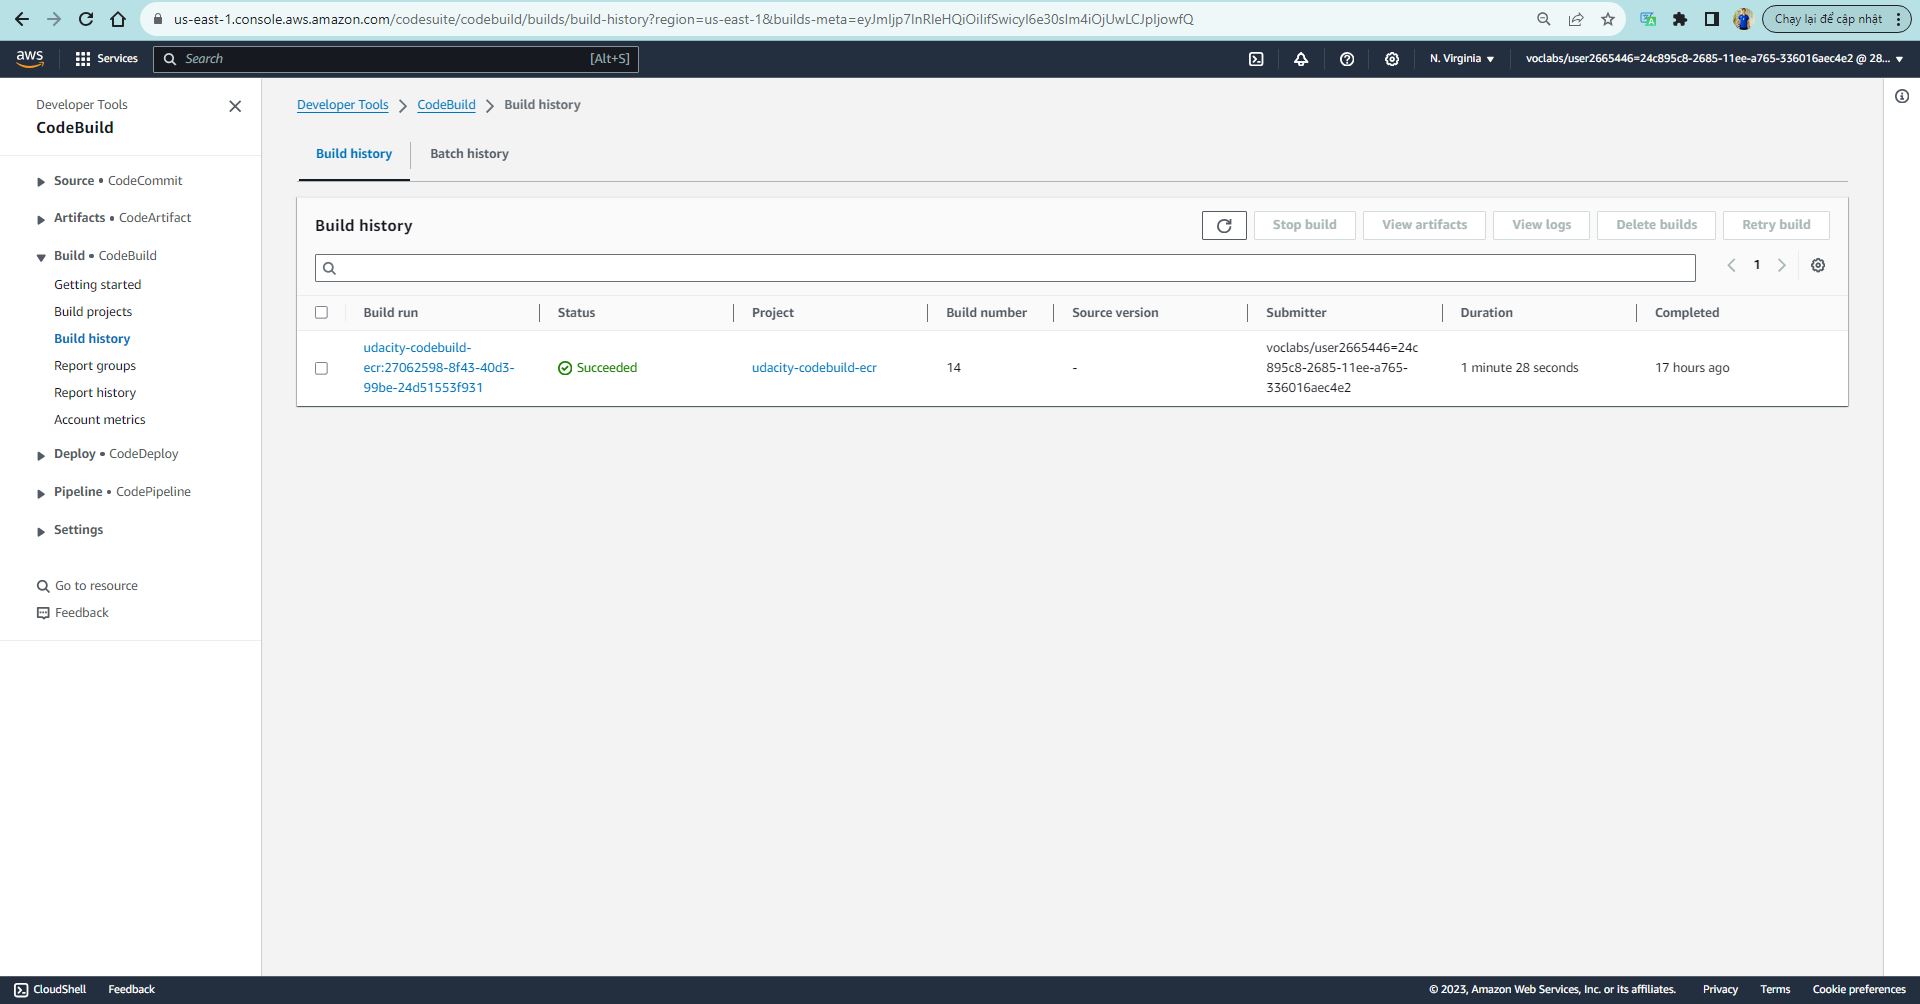 us-east-1.console.aws.amazon.com/codesuite/codebuild/builds/build-history?region=us-east-1&builds-meta=eyJmIjp7InRleHQiOiIifSwicyI6e30sIm4iOjUwLCJpIjowfQ
Chạy lại để cập nhật
aws
Services
Search
[Alt+S]
N. Virginia
voclabs/user2665446=24c895c8-2685-11ee-a765-336016aec4e2 @ 28...
Developer Tools
CodeBuild
Source • CodeCommit
Artifacts • CodeArtifact
Build • CodeBuild
Getting started
Build projects
Build history
Report groups
Report history
Account metrics
Deploy • CodeDeploy
Pipeline • CodePipeline
Settings
Go to resource
Feedback
Developer Tools
CodeBuild
Build history
Build history
Batch history
Build history
Stop build
View artifacts
View logs
Delete builds
Retry build
1
Build run
Status
Project
Build number
Source version
Submitter
Duration
Completed
udacity-codebuild-
ecr:27062598-8f43-40d3-
99be-24d51553f931
Succeeded
udacity-codebuild-ecr
14
-
voclabs/user2665446=24c
895c8-2685-11ee-a765-
336016aec4e2
1 minute 28 seconds
17 hours ago
CloudShell
Feedback
© 2023, Amazon Web Services, Inc. or its affiliates.
Privacy
Terms
Cookie preferences